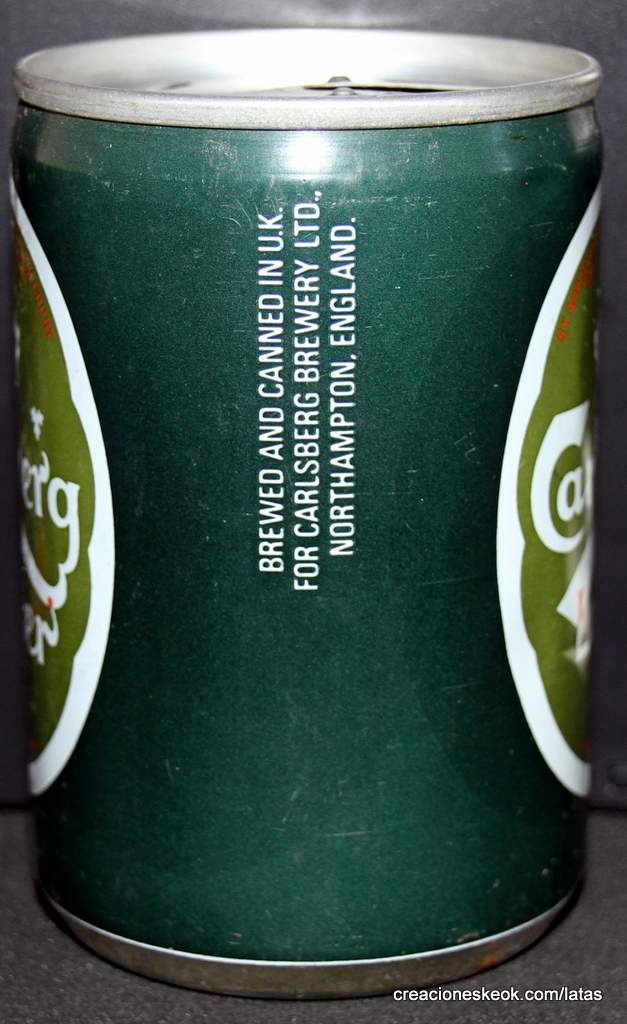 BREWED AND CANNED IN U.K.
FOR CARLSBERG BREWERY LTD.,
NORTHAMPTON, ENGLAND.
creacioneskeok.com/latas